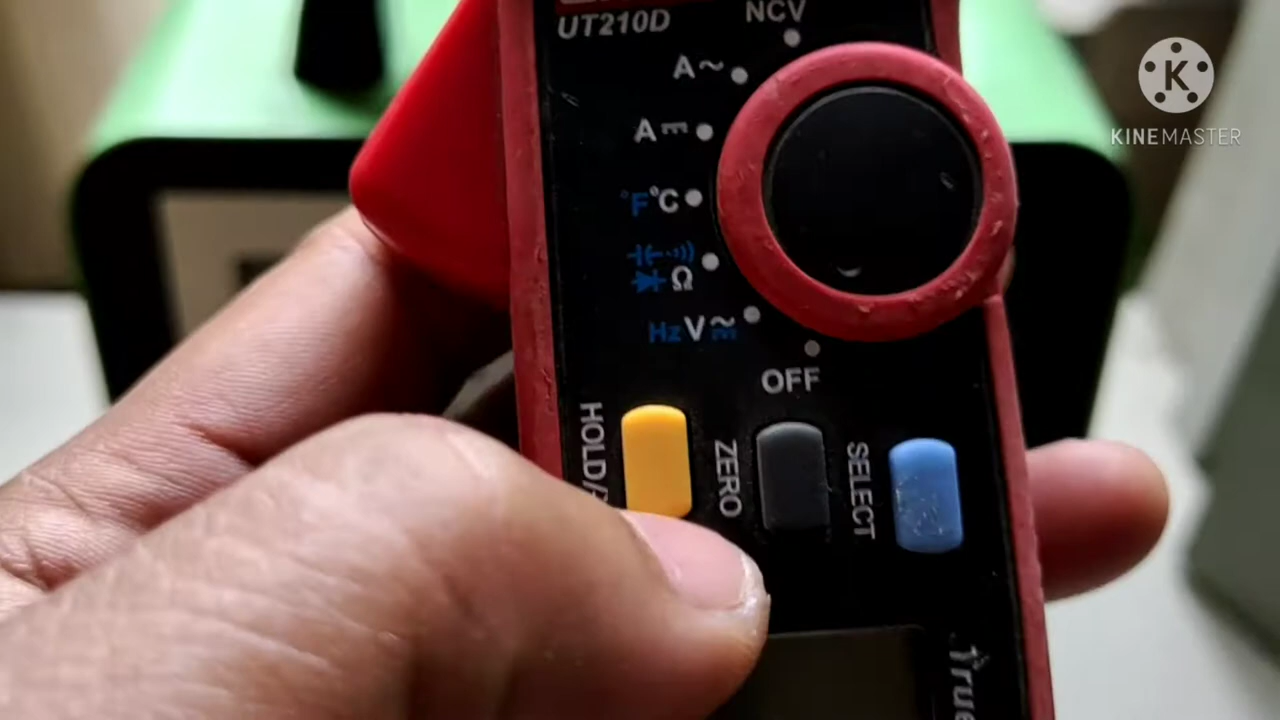 UT210D
NCV
A~
A
°F°C
Ω
Hz V
OFF
HOLD/
ZERO
SELECT
True
KINEMASTER